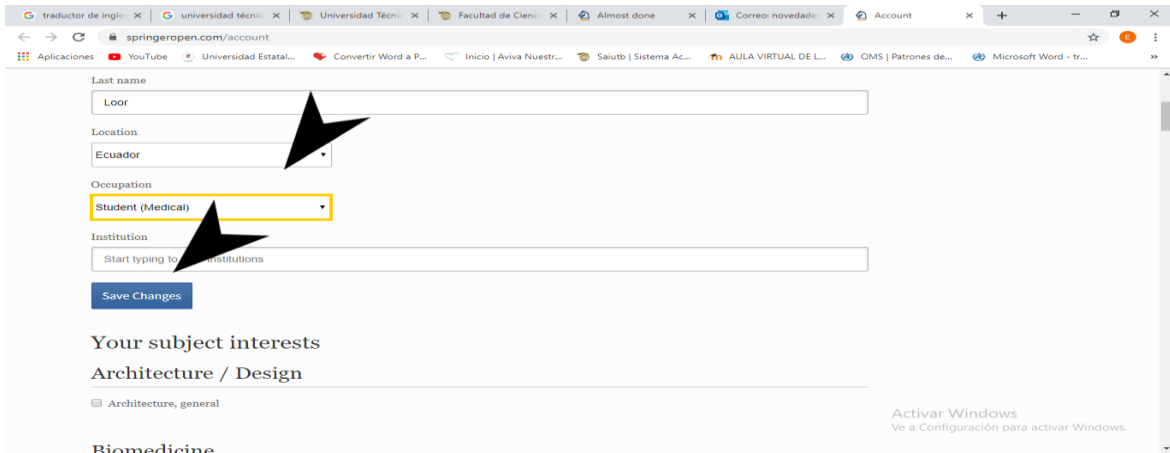 traductor de ingle
universidad técnic
Universidad Técnic
Facultad de Cienci
Almost done
Correo: novedades
Account
springeropen.com/account
E
Aplicaciones
YouTube
Universidad Estatal...
Convertir Word a P...
Inicio | Aviva Nuestr...
Saiutb | Sistema Ac...
AULA VIRTUAL DE L...
OMS | Patrones de...
Microsoft Word - tr...
Last name
Loor
Location
Ecuador
Occupation
Student (Medical)
Institution
Start typing to institutions
Save Changes
Your subject interests
Architecture / Design
Architecture, general
Activar Windows
Ve a Configuración para activar Windows.
Biomedicine